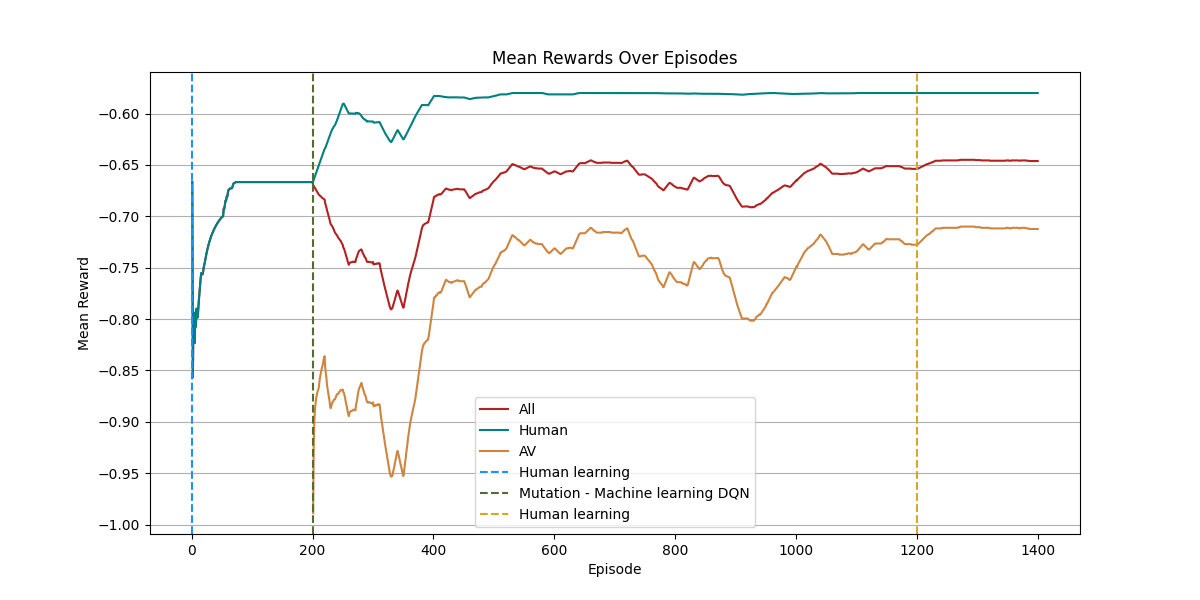 Mean Rewards Over Episodes
Mean Reward
−0.60
−0.65
−0.70
−0.75
−0.80
−0.85
−0.90
−0.95
−1.00
All
Human
AV
Human learning
Mutation - Machine learning DQN
Human learning
0 200 400 600 800 1000 1200 1400
Episode